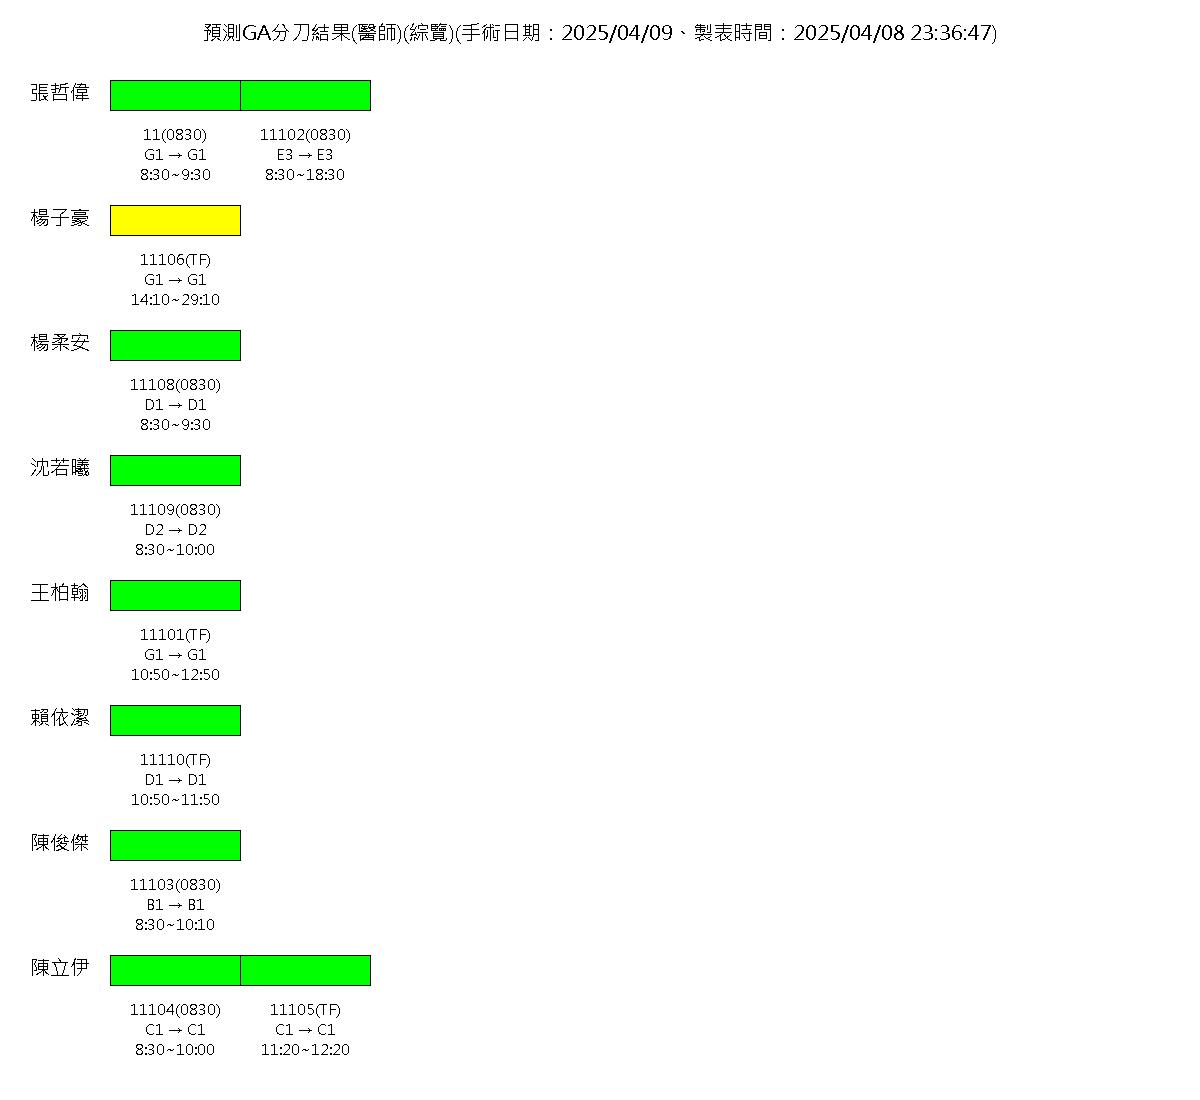 預測GA分刀結果(醫師)(綜覽)(手術日期：2025/04/09、製表時間：2025/04/08 23:36:47)
張哲偉
11(0830) 11102(0830)
G1 → G1 E3 → E3
8:30~9:30 8:30~18:30
楊子豪
11106(TF)
G1 → G1
14:10~29:10
楊柔安
11108(0830)
D1 → D1
8:30~9:30
沈若曦
11109(0830)
D2 → D2
8:30~10:00
王柏翰
11101(TF)
G1 → G1
10:50~12:50
賴依潔
11110(TF)
D1 → D1
10:50~11:50
陳俊傑
11103(0830)
B1 → B1
8:30~10:10
陳立伊
11104(0830) 11105(TF)
C1 → C1 C1 → C1
8:30~10:00 11:20~12:20